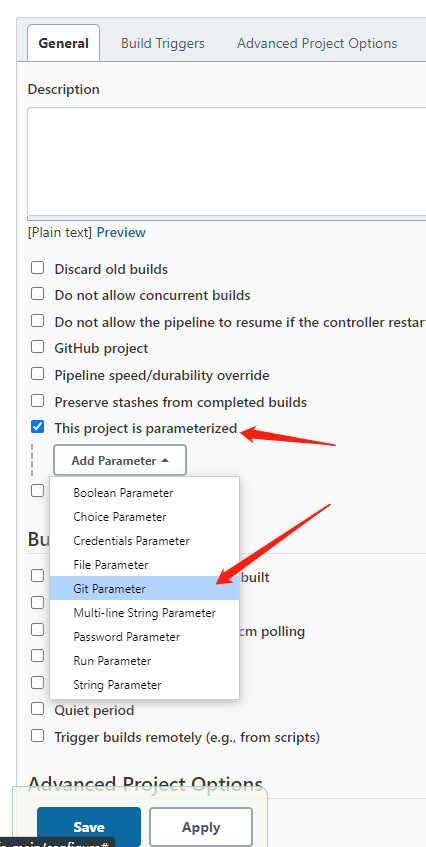 General Build Triggers Advanced Project Options
Description
[Plain text] Preview
Discard old builds
Do not allow concurrent builds
Do not allow the pipeline to resume if the controller restar
GitHub project
Pipeline speed/durability override
Preserve stashes from completed builds
This project is parameterized
Add Parameter
Boolean Parameter
Choice Parameter
Credentials Parameter
Bu
File Parameter
built
Git Parameter
Multi-line String Parameter
cm polling
Password Parameter
Run Parameter
String Parameter
Quiet period
Trigger builds remotely (e.g., from scripts)
Advanced Project Options
Save Apply